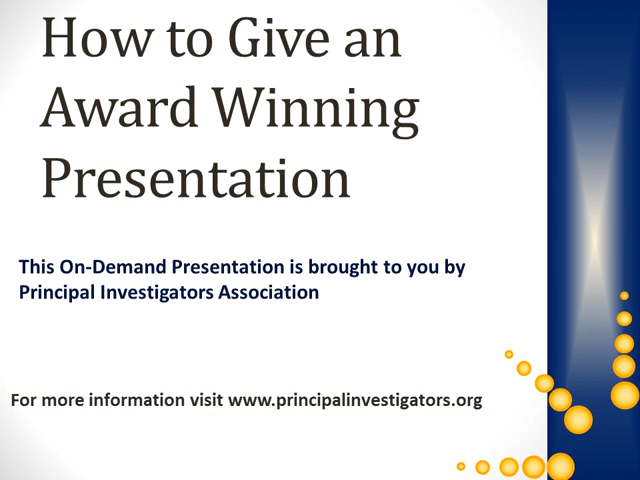 How to Give an
Award Winning
Presentation
This On-Demand Presentation is brought to you by
Principal Investigators Association
For more information visit www.principalinvestigators.org